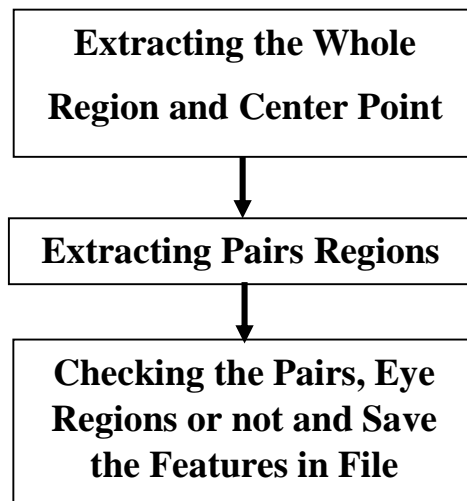 Extracting the Whole
Region and Center Point
Extracting Pairs Regions
Checking the Pairs, Eye
Regions or not and Save
the Features in File